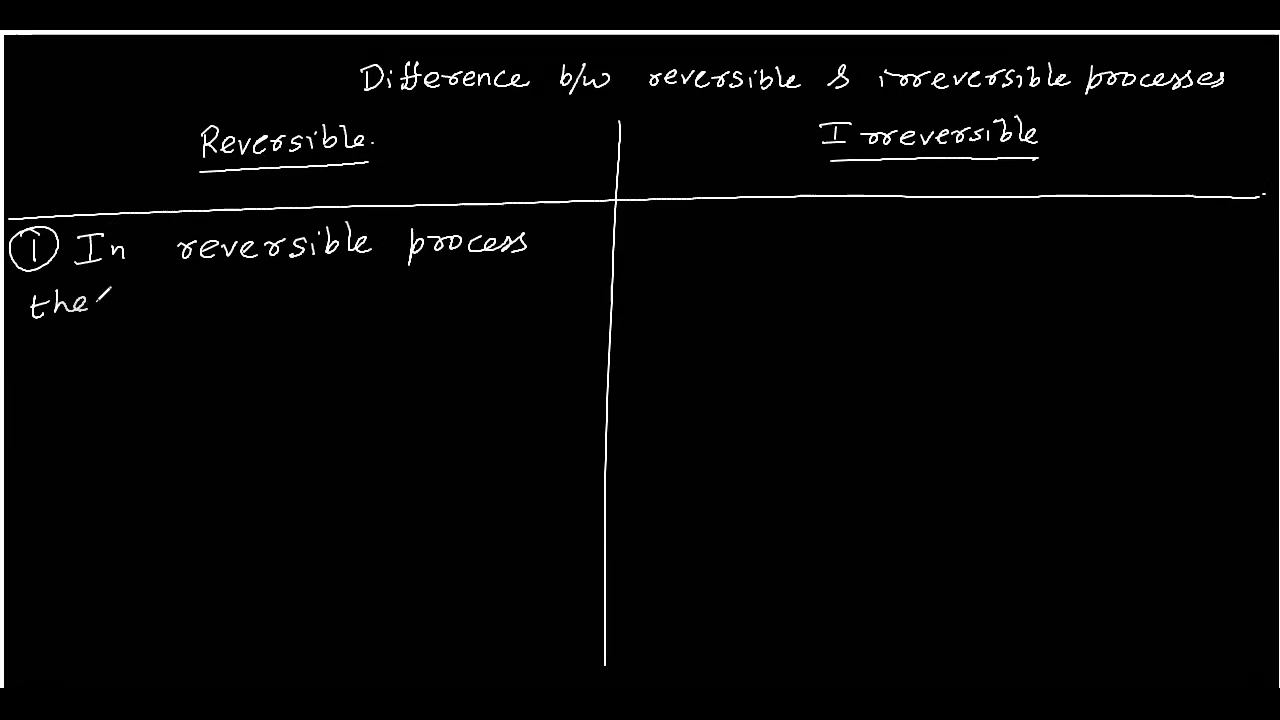 Difference b/w reversible & irreversible processes
Reversible.
Irreversible
① In reversible process
the